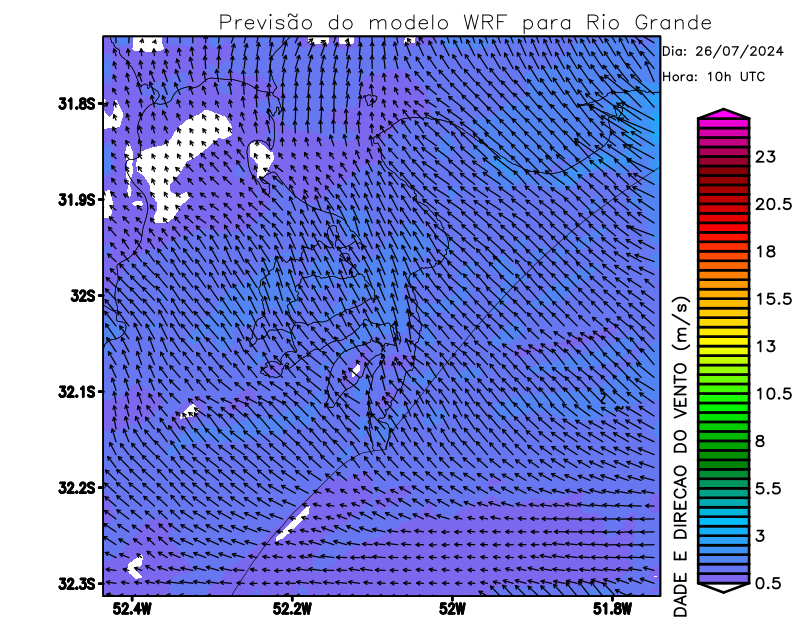 Previsão do modelo WRF para Rio Grande
Dia: 26/07/2024
Hora: 10h UTC
31.8S
31.9S
32S
32.1S
32.2S
32.3S
52.4W
52.2W
52W
51.8W
23
20.5
18
15.5
13
10.5
8
5.5
3
0.5
DADE E DIRECAO DO VENTO (m/s)